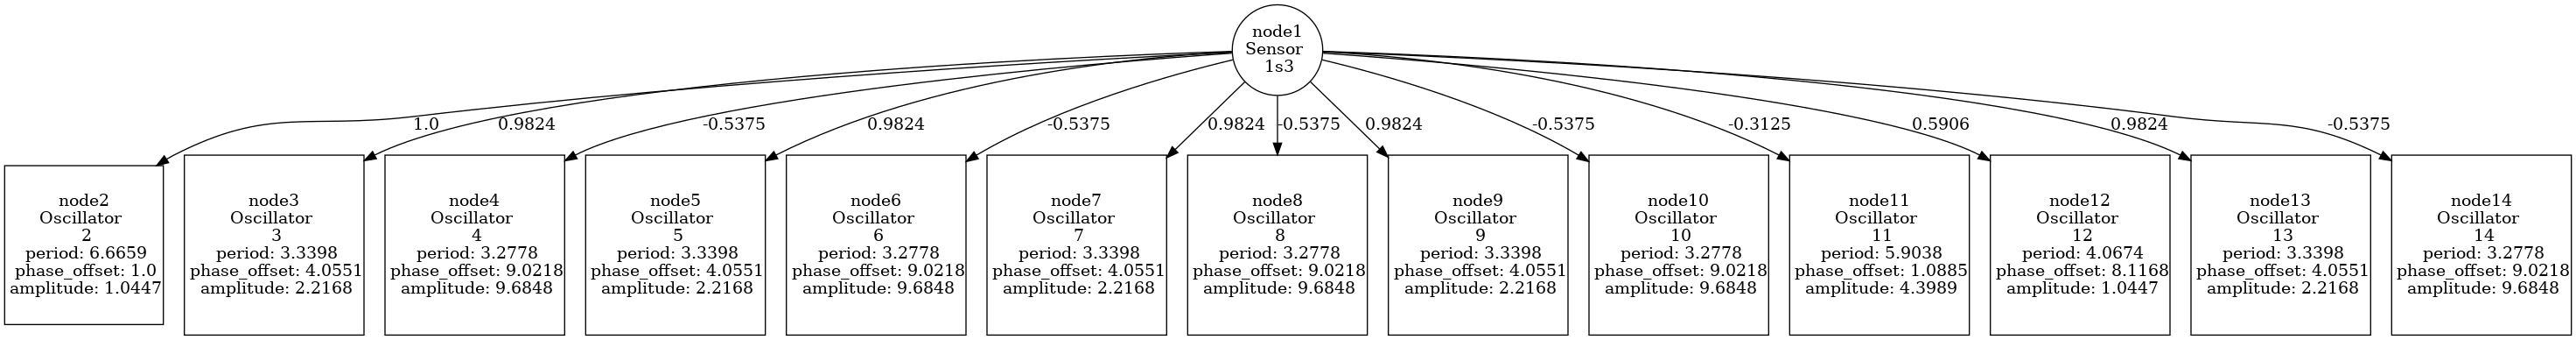 node1
Sensor
1s3
1.0
0.9824
-0.5375
0.9824
-0.5375
0.9824
-0.5375
0.9824
-0.5375
-0.3125
0.5906
0.9824
-0.5375
node2
Oscillator
2
period: 6.6659
phase_offset: 1.0
amplitude: 1.0447
node3
Oscillator
3
period: 3.3398
phase_offset: 4.0551
amplitude: 2.2168
node4
Oscillator
4
period: 3.2778
phase_offset: 9.0218
amplitude: 9.6848
node5
Oscillator
5
period: 3.3398
phase_offset: 4.0551
amplitude: 2.2168
node6
Oscillator
6
period: 3.2778
phase_offset: 9.0218
amplitude: 9.6848
node7
Oscillator
7
period: 3.3398
phase_offset: 4.0551
amplitude: 2.2168
node8
Oscillator
8
period: 3.2778
phase_offset: 9.0218
amplitude: 9.6848
node9
Oscillator
9
period: 3.3398
phase_offset: 4.0551
amplitude: 2.2168
node10
Oscillator
10
period: 3.2778
phase_offset: 9.0218
amplitude: 9.6848
node11
Oscillator
11
period: 5.9038
phase_offset: 1.0885
amplitude: 4.3989
node12
Oscillator
12
period: 4.0674
phase_offset: 8.1168
amplitude: 1.0447
node13
Oscillator
13
period: 3.3398
phase_offset: 4.0551
amplitude: 2.2168
node14
Oscillator
14
period: 3.2778
phase_offset: 9.0218
amplitude: 9.6848